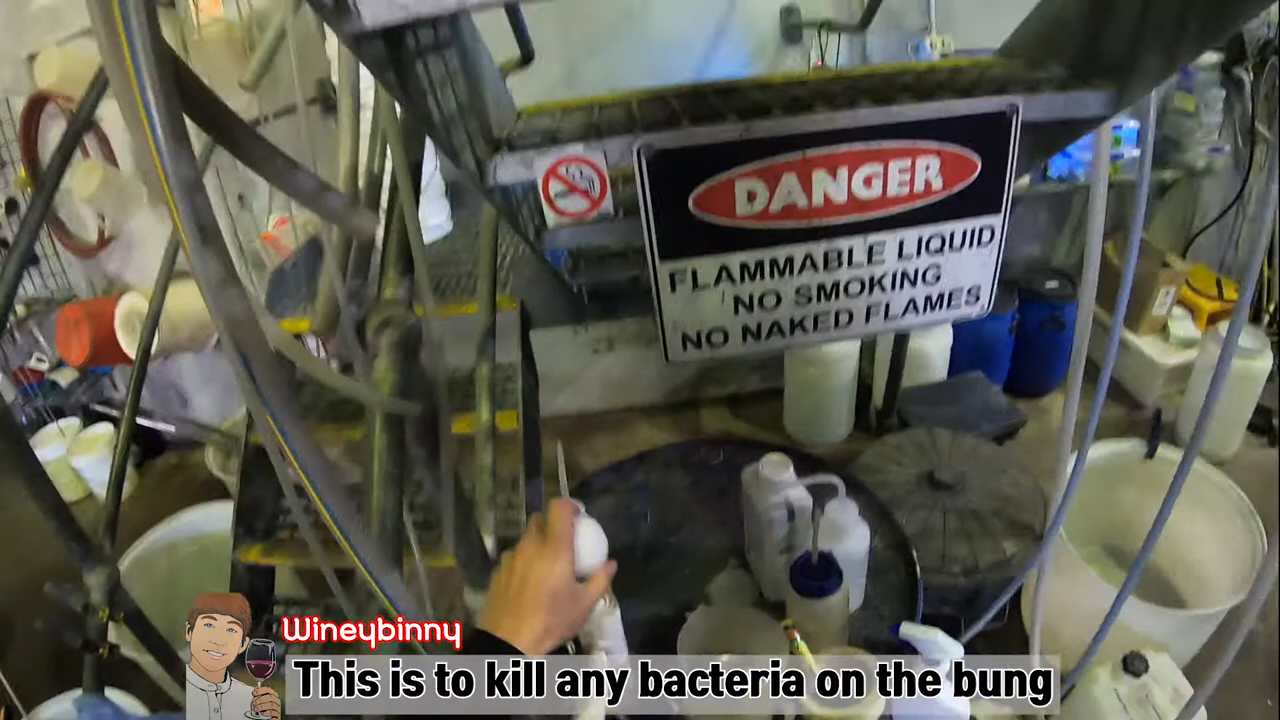 DANGER
FLAMMABLE LIQUID
NO SMOKING
NO NAKED FLAMES
Wineybinny
This is to kill any bacteria on the bung